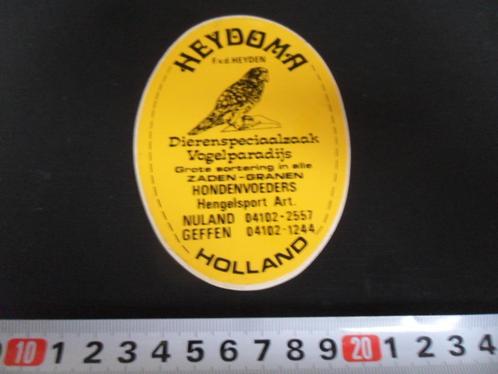 HEYDOMA
F.v.d. HEYDEN
Dierenspeciaalzaak
Vogelparadijs
Grote sortering in alle
ZADEN - GRANEN
HONDENVOEDERS
Hengelsport Art.
NULAND 04102-2557
GEFFEN 04102-1244
HOLLAND
10 1 2 3 4 5 6 7 8 9 20 1 2 3 4